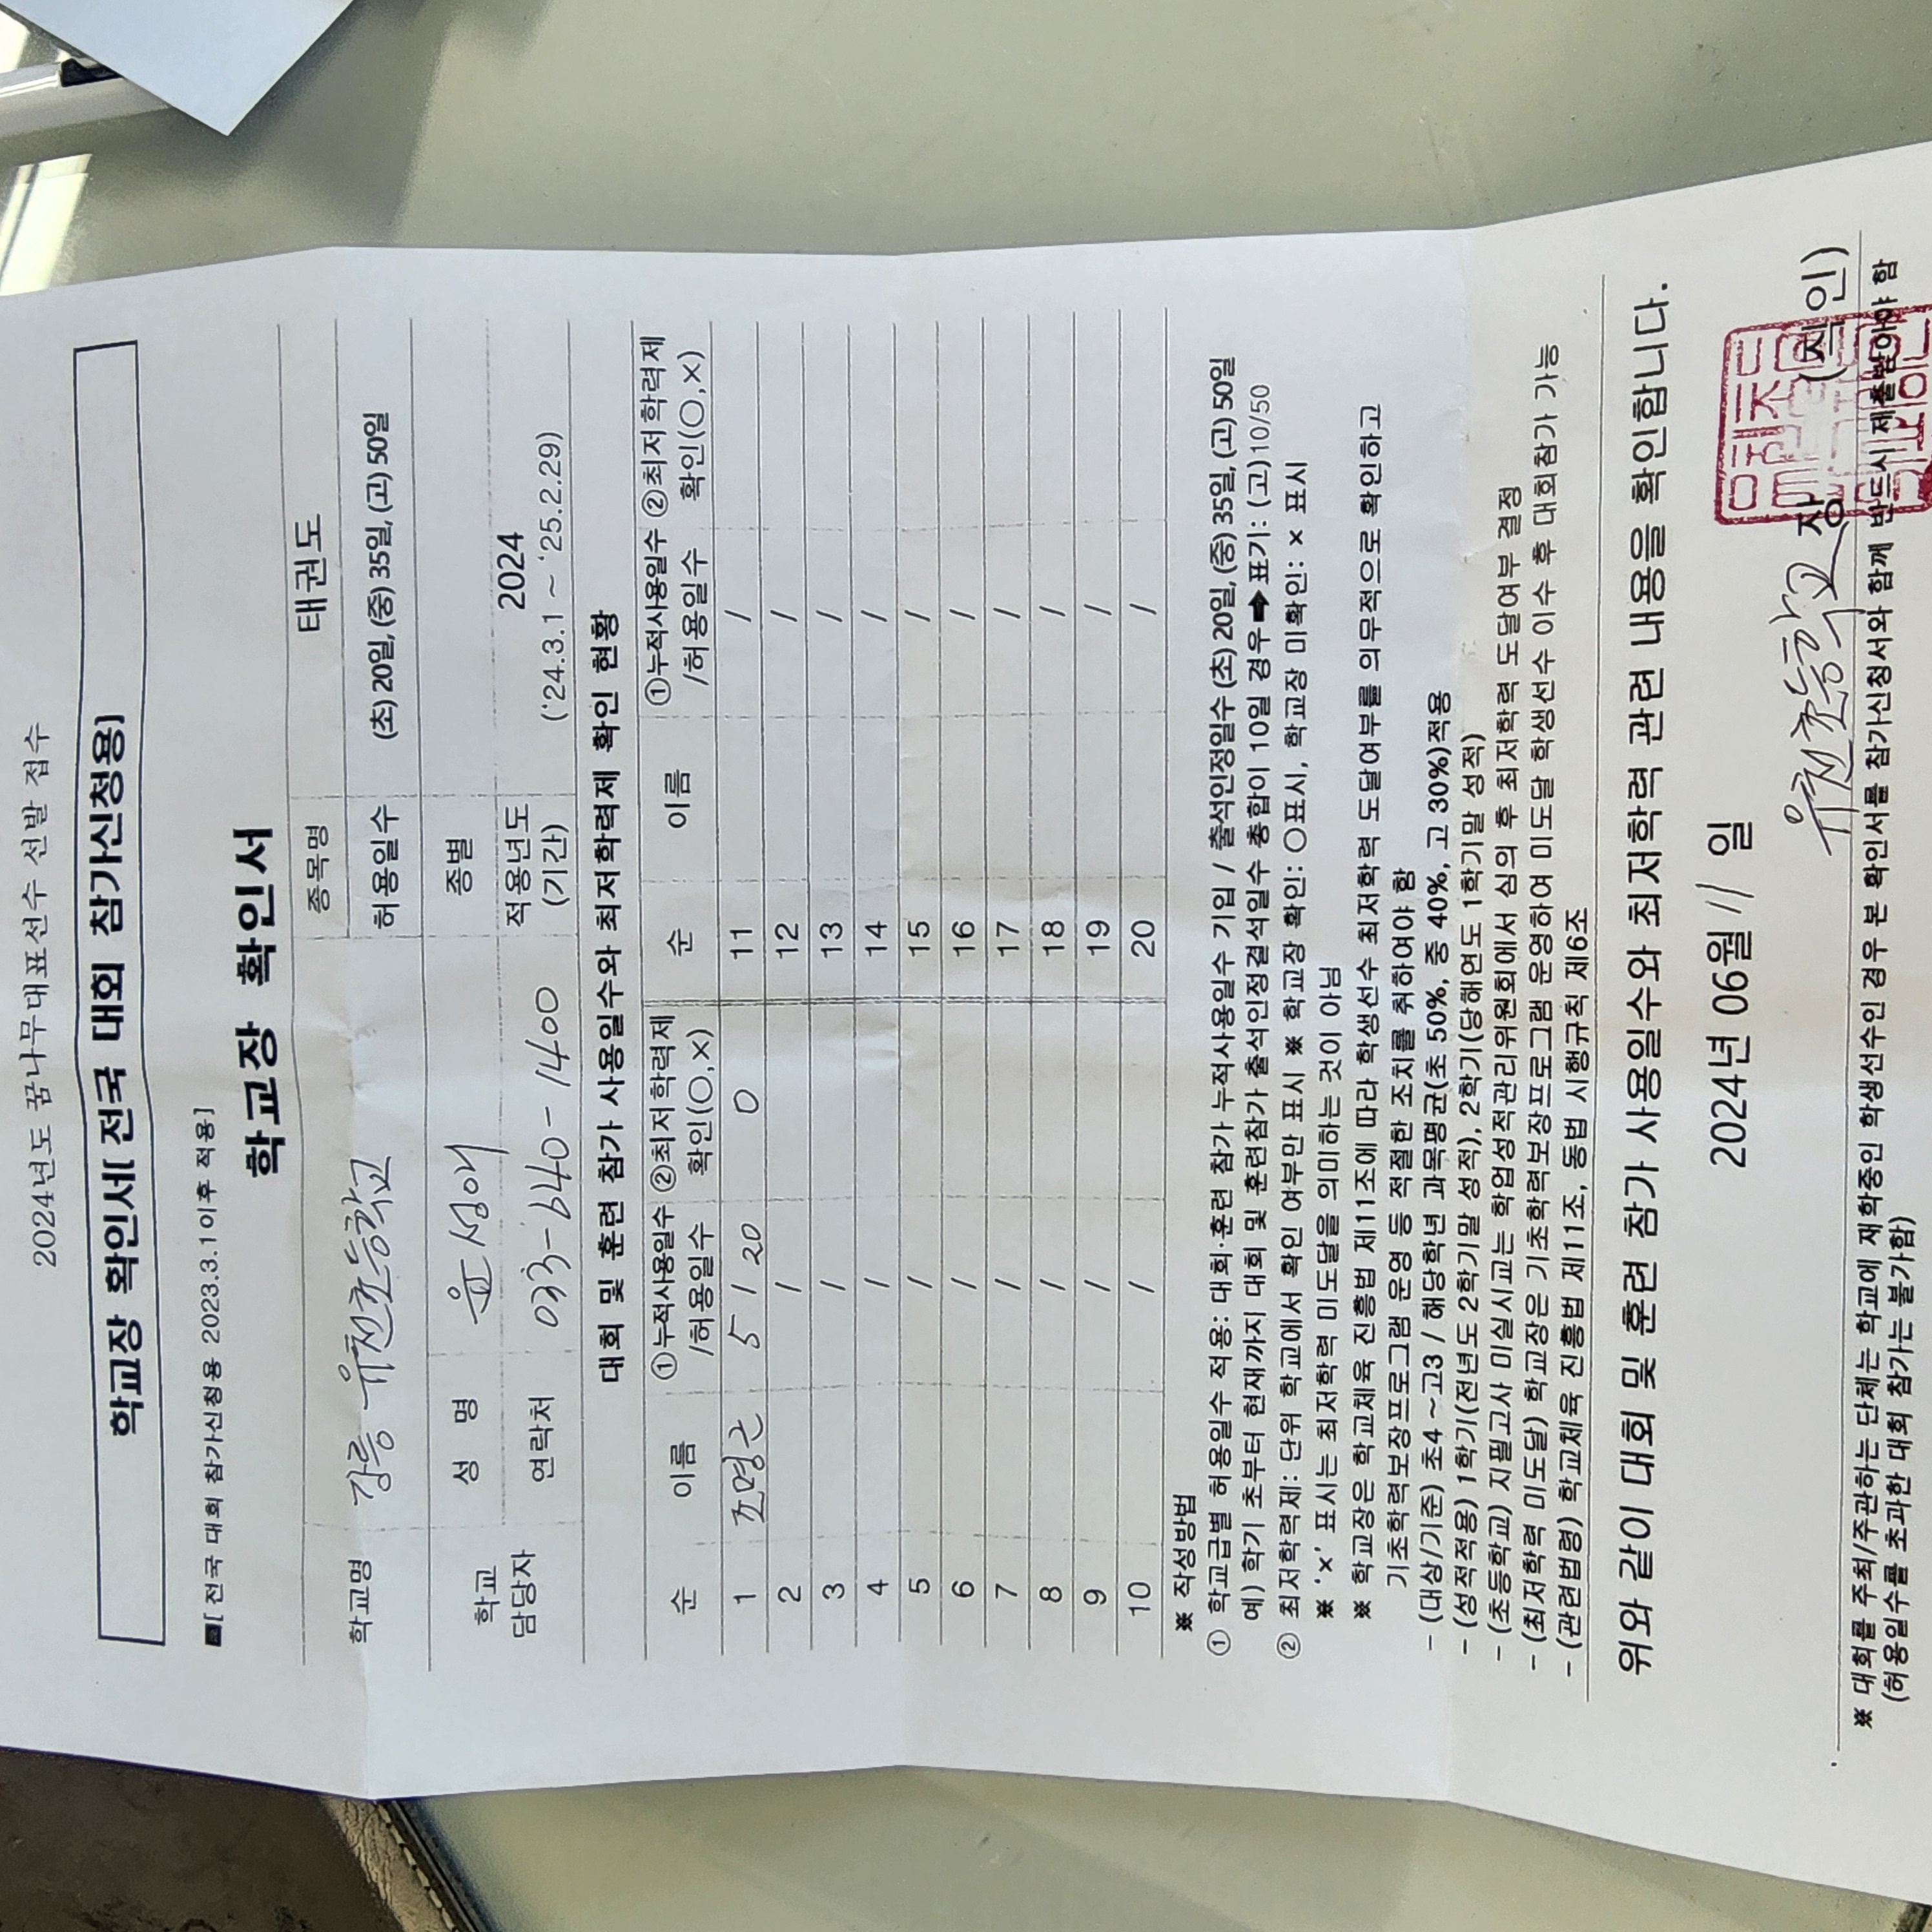 2024년도 꿈나무대표선수 선발 접수
학교장 확인서[전국 대회 참가신청용]
■[전국 대회 참가신청용 2023.3.1이후 적용]
학교장 확인서
학교명 강릉 유천초등학교 종목명 태권도
허용일수 (초) 20일, (중) 35일, (고) 50일
학교 담당자 성 명 윤성애 종별
연락처 033-640-1400 적용년도 (기간) 2024 ('24.3.1 ~ '25.2.29)
대회 및 훈련 참가 사용일수와 최저학력제 확인 현황
순 이름 ①누적사용일수 /허용일수 ②최저학력제 확인(○,×) 순 이름 ①누적사용일수 /허용일수 ②최저학력제 확인(○,×)
1 조명근 5 / 20 0 11 /
2 / 12 /
3 / 13 /
4 / 14 /
5 / 15 /
6 / 16 /
7 / 17 /
8 / 18 /
9 / 19 /
10 / 20 /
※ 작성방법
① 학교급별 허용일수 적용: 대회·훈련 참가 누적사용일수 기입 / 출석인정일수 (초) 20일, (중) 35일, (고) 50일
예) 학기 초부터 현재까지 대회 및 훈련참가 출석인정결석일수 총합이 10일 경우 ➡ 표기: (고)10/50
② 최저학력제: 단위 학교에서 확인 여부만 표시 ※ 학교장 확인: ○표시, 학교장 미확인: × 표시
※ '×' 표시는 최저학력 미도달을 의미하는 것이 아님
※ 학교장은 학교체육 진흥법 제11조에 따라 학생선수 최저학력 도달여부를 의무적으로 확인하고
기초학력보장프로그램 운영 등 적절한 조치를 취하여야 함
- (대상/기준) 초4 ~고3 / 해당학년 과목평균(초 50%, 중 40%, 고 30%)적용
- (성적적용) 1학기(전년도 2학기말 성적), 2학기(당해연도 1학기말 성적)
- (초등학교) 지필고사 미실시교는 학업성적관리위원회에서 심의 후 최저학력 도달여부 결정
- (최저학력 미도달) 학교장은 기초학력보장프로그램 운영하여 미도달 학생선수 이수 후 대회참가 가능
- (관련법령) 학교체육 진흥법 제11조, 동법 시행규칙 제6조
위와 같이 대회 및 훈련 참가 사용일수와 최저학력 관련 내용을 확인합니다.
2024년 06월 11 일
유천초등학교장 (직인)
※ 대회를 주최/주관하는 단체는 학교에 재학중인 학생선수인 경우 본 확인서를 참가신청서와 함께 반드시 제출받아야 함
(허용일수를 초과한 대회 참가는 불가함)